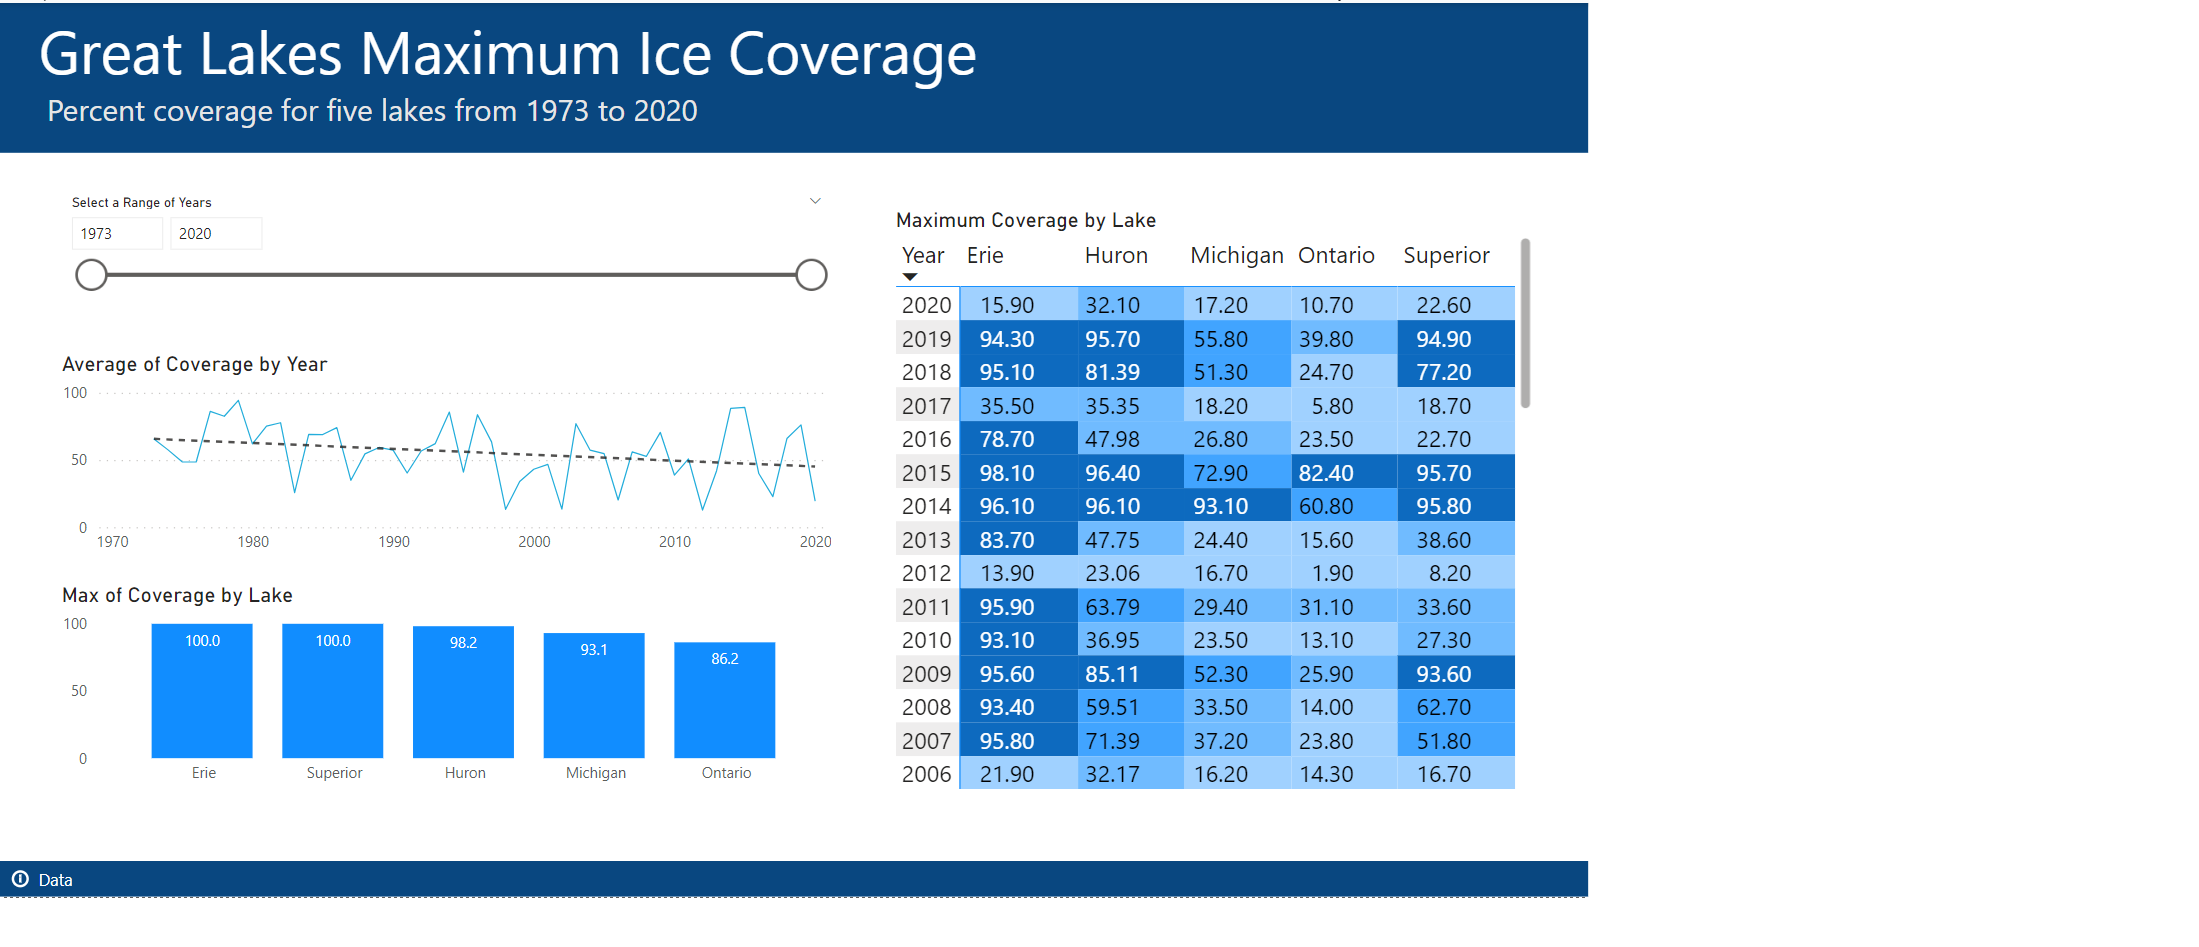 Great Lakes Maximum Ice Coverage
Percent coverage for five lakes from 1973 to 2020
Select a Range of Years
1973 2020
Average of Coverage by Year
100
50
0
1970 1980 1990 2000 2010 2020
Max of Coverage by Lake
100
50
0
100.0 100.0 98.2 93.1 86.2
Erie Superior Huron Michigan Ontario
Maximum Coverage by Lake
Year Erie Huron Michigan Ontario Superior
2020 15.90 32.10 17.20 10.70 22.60
2019 94.30 95.70 55.80 39.80 94.90
2018 95.10 81.39 51.30 24.70 77.20
2017 35.50 35.35 18.20 5.80 18.70
2016 78.70 47.98 26.80 23.50 22.70
2015 98.10 96.40 72.90 82.40 95.70
2014 96.10 96.10 93.10 60.80 95.80
2013 83.70 47.75 24.40 15.60 38.60
2012 13.90 23.06 16.70 1.90 8.20
2011 95.90 63.79 29.40 31.10 33.60
2010 93.10 36.95 23.50 13.10 27.30
2009 95.60 85.11 52.30 25.90 93.60
2008 93.40 59.51 33.50 14.00 62.70
2007 95.80 71.39 37.20 23.80 51.80
2006 21.90 32.17 16.20 14.30 16.70
Data